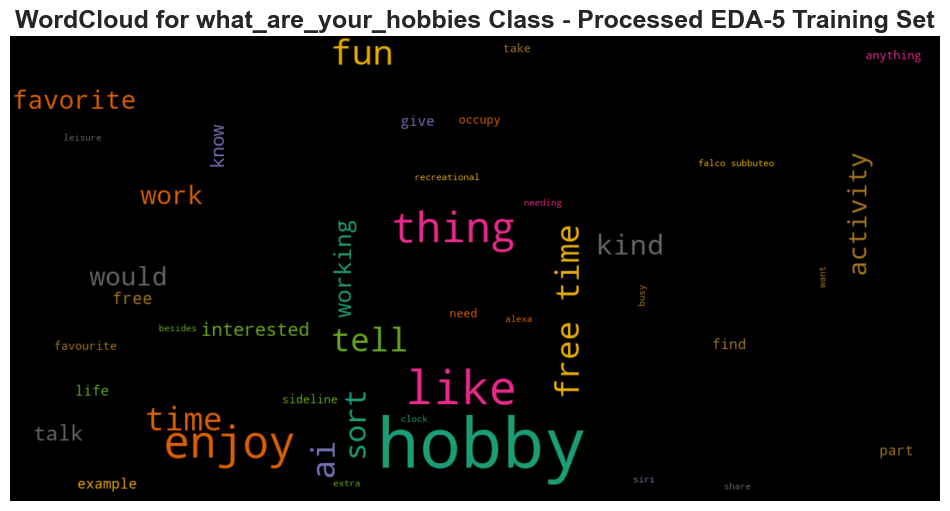 WordCloud for what_are_your_hobbies Class - Processed EDA-5 Training Set
fun
take
anything
favorite
give
occupy
know
leisure
falco subbuteo
activity
recreational
work
needing
thing
working
free time
kind
would
want
free
busy
need
alexa
besides
interested
tell
favourite
find
life
like
sideline
sort
time
clock
talk
enjoy
hobby
ai
part
example
extra
siri
share